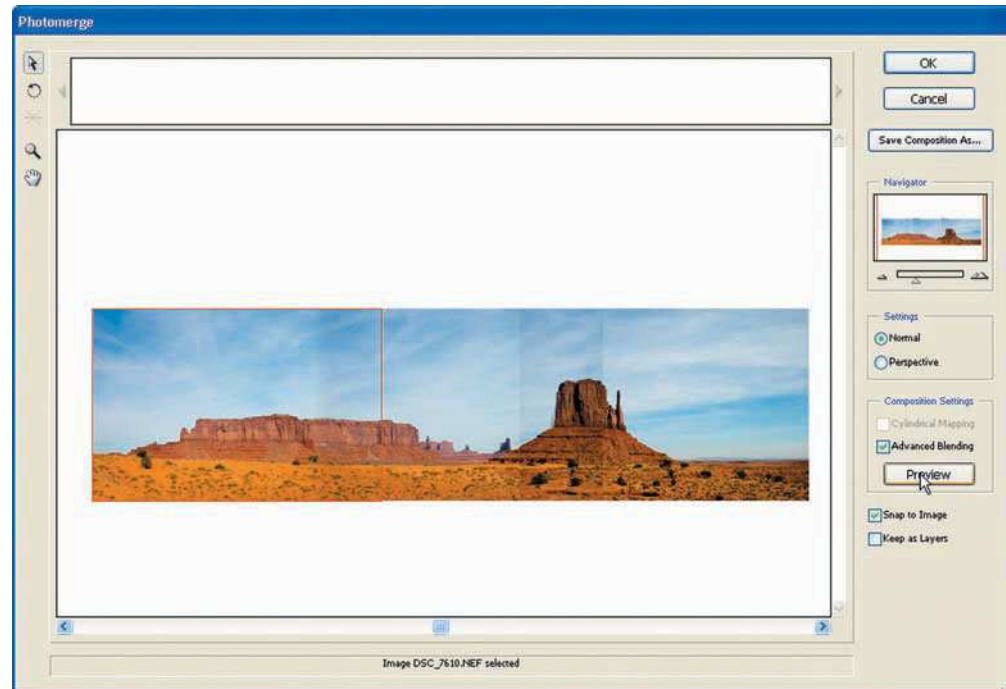 Photomerge
OK
Cancel
Save Composition As...
Navigator
Settings
Normal
Perspective
Composition Settings
Cylindrical Mapping
Advanced Blending
Preview
Snap to Image
Keep as Layers
Image DSC_7610.NEF selected